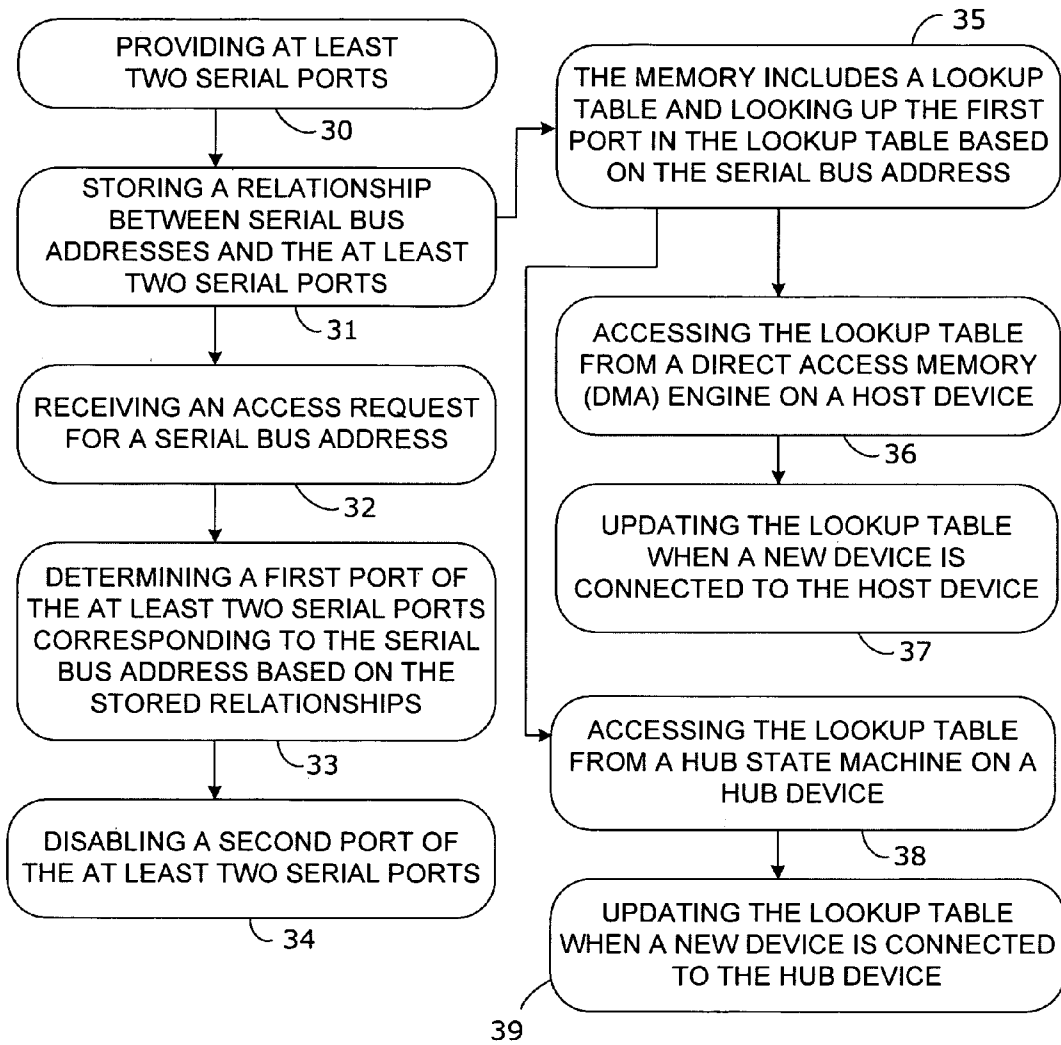 PROVIDING AT LEAST
TWO SERIAL PORTS
30
STORING A RELATIONSHIP
BETWEEN SERIAL BUS
ADDRESSES AND THE AT LEAST
TWO SERIAL PORTS
31
RECEIVING AN ACCESS REQUEST
FOR A SERIAL BUS ADDRESS
32
DETERMINING A FIRST PORT OF
THE AT LEAST TWO SERIAL PORTS
CORRESPONDING TO THE SERIAL
BUS ADDRESS BASED ON THE
STORED RELATIONSHIPS
33
DISABLING A SECOND PORT OF
THE AT LEAST TWO SERIAL PORTS
34
35
THE MEMORY INCLUDES A LOOKUP
TABLE AND LOOKING UP THE FIRST
PORT IN THE LOOKUP TABLE BASED
ON THE SERIAL BUS ADDRESS
ACCESSING THE LOOKUP TABLE
FROM A DIRECT ACCESS MEMORY
(DMA) ENGINE ON A HOST DEVICE
36
UPDATING THE LOOKUP TABLE
WHEN A NEW DEVICE IS
CONNECTED TO THE HOST DEVICE
37
ACCESSING THE LOOKUP TABLE
FROM A HUB STATE MACHINE ON A
HUB DEVICE
38
UPDATING THE LOOKUP TABLE
WHEN A NEW DEVICE IS CONNECTED
TO THE HUB DEVICE
39